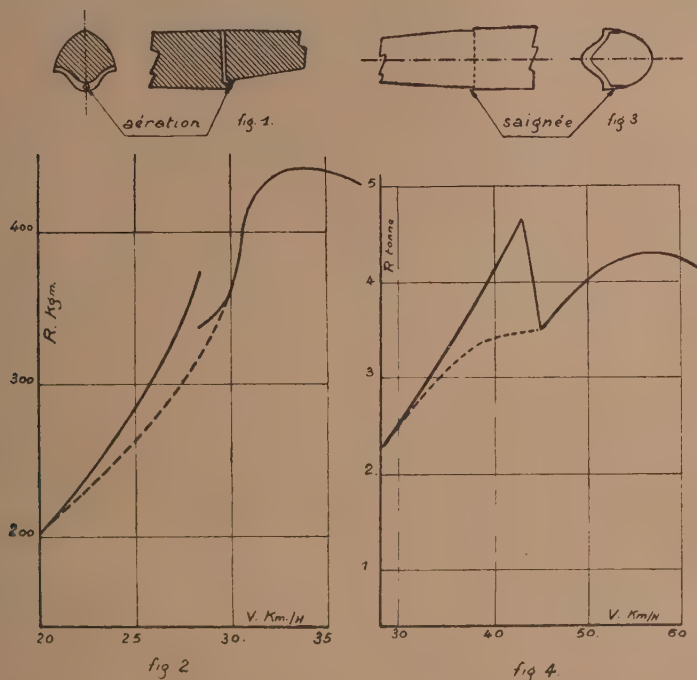 aération
fig. 1.
saignée
fig 3
400
300
200
R. Kgm.
V. Km/H
20
25
30.
35
fig 2
5
4
3
2.
1
R tonne
V. Km/H
30
40
50.
60
fig 4.